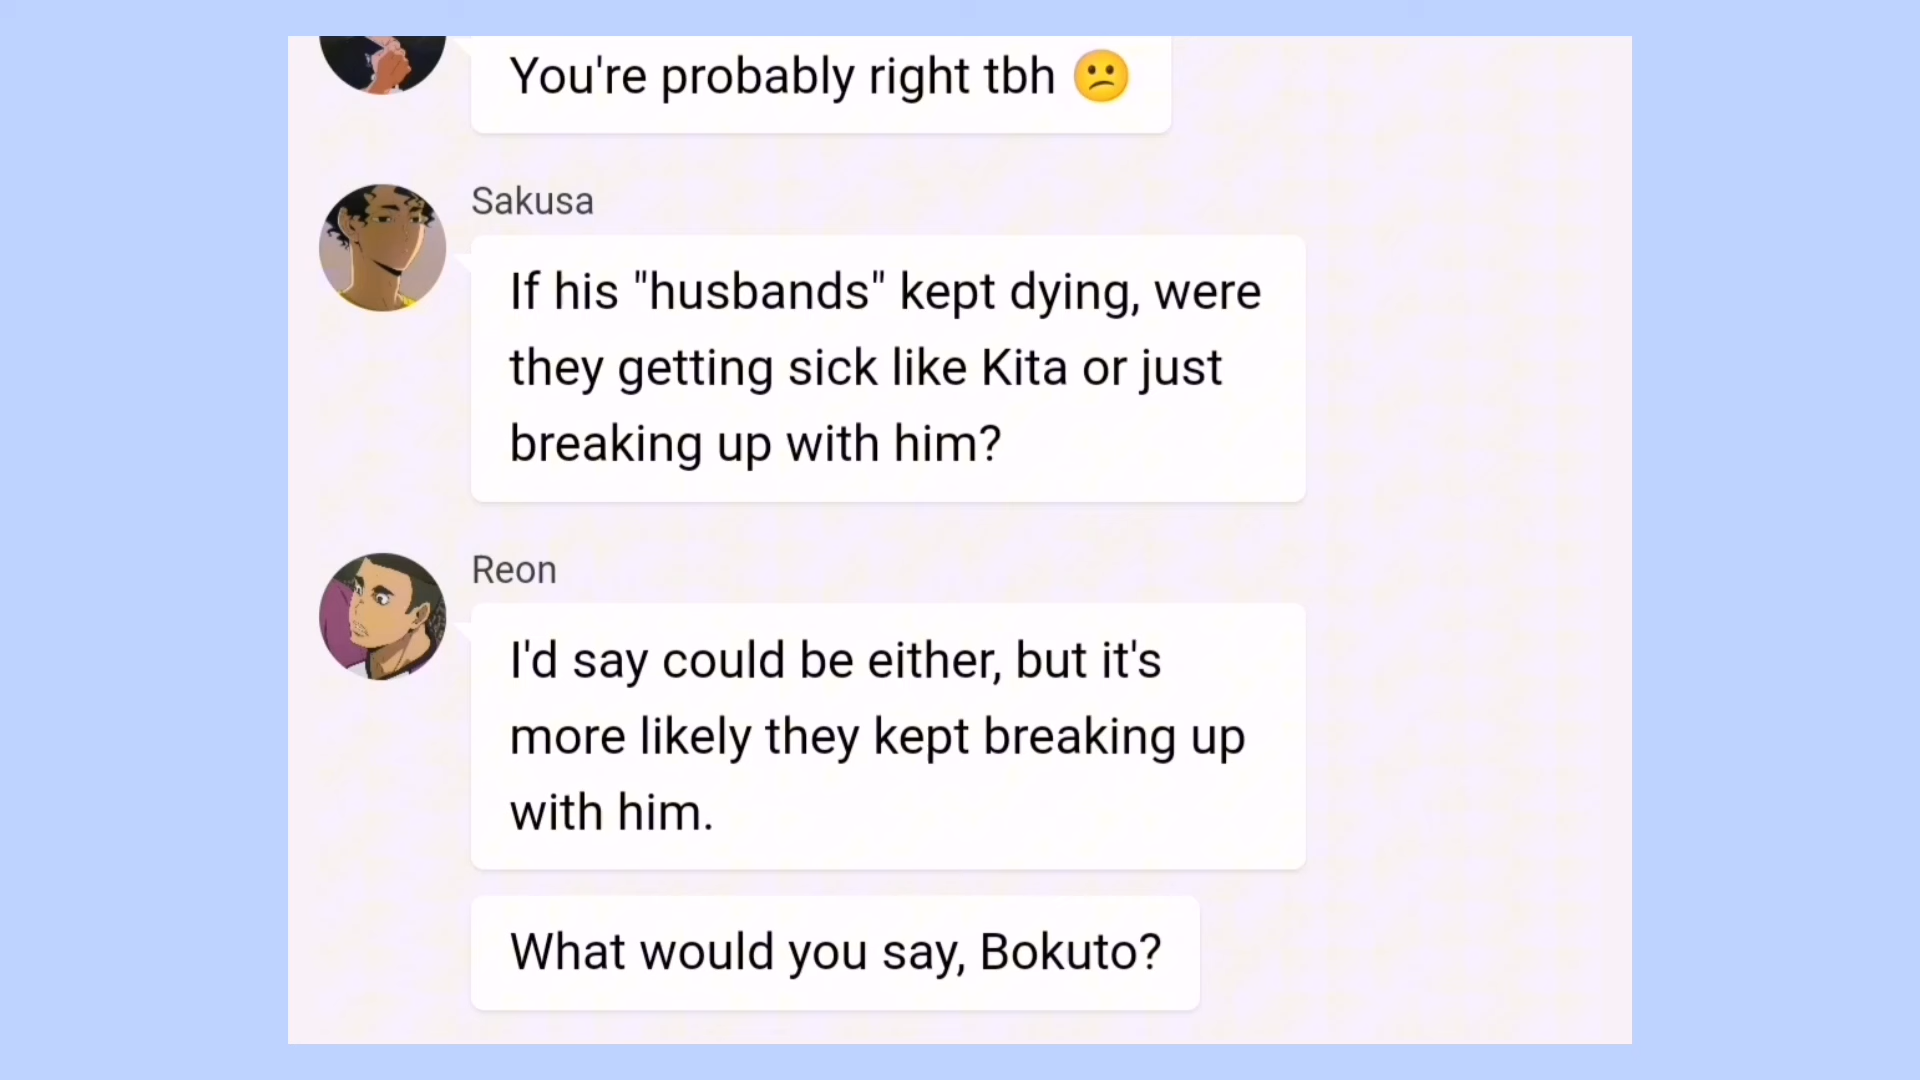 You're probably right tbh 😕
Sakusa
If his "husbands" kept dying, were
they getting sick like Kita or just
breaking up with him?
Reon
I'd say could be either, but it's
more likely they kept breaking up
with him.
What would you say, Bokuto?